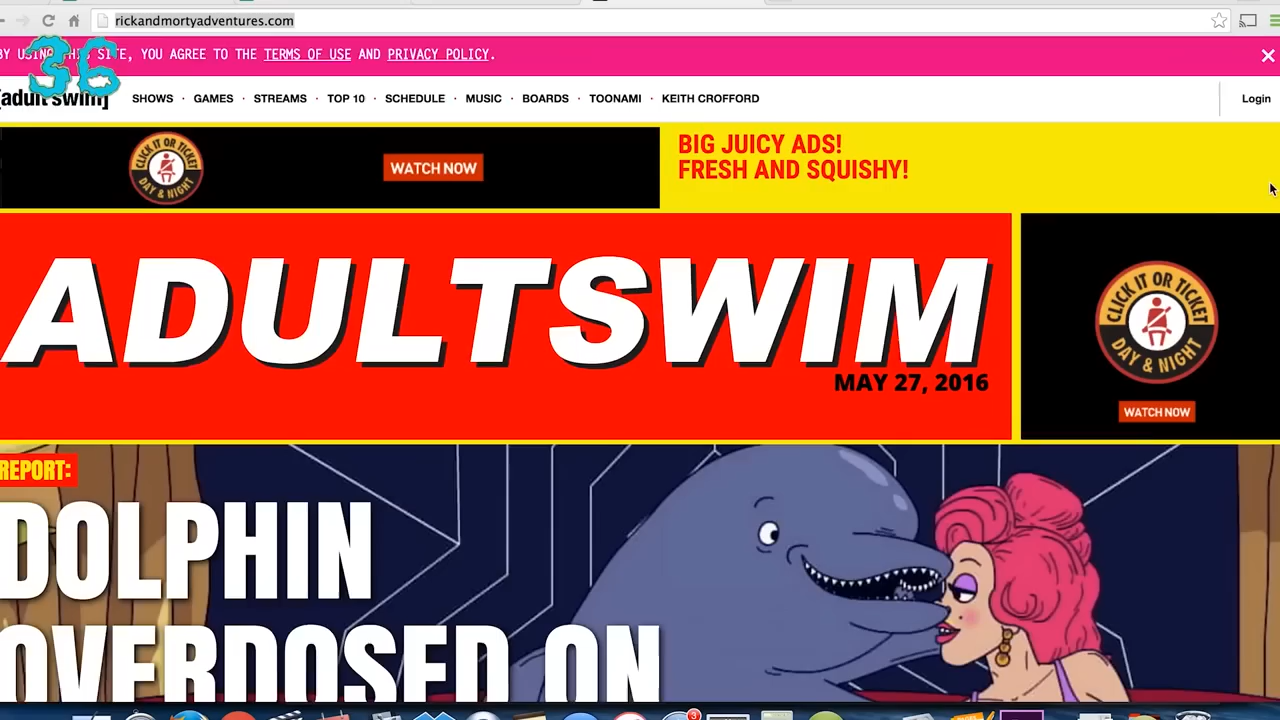 rickandmortyadventures.com
BY USING THIS SITE, YOU AGREE TO THE TERMS OF USE AND PRIVACY POLICY.
36
[adult swim]
SHOWS · GAMES · STREAMS · TOP 10 · SCHEDULE · MUSIC · BOARDS · TOONAMI · KEITH CROFFORD
Login
CLICK IT OR TICKET
DAY & NIGHT
WATCH NOW
BIG JUICY ADS!
FRESH AND SQUISHY!
ADULTSWIM
MAY 27, 2016
CLICK IT OR TICKET
DAY & NIGHT
WATCH NOW
REPORT:
DOLPHIN
OVERDOSED ON
3